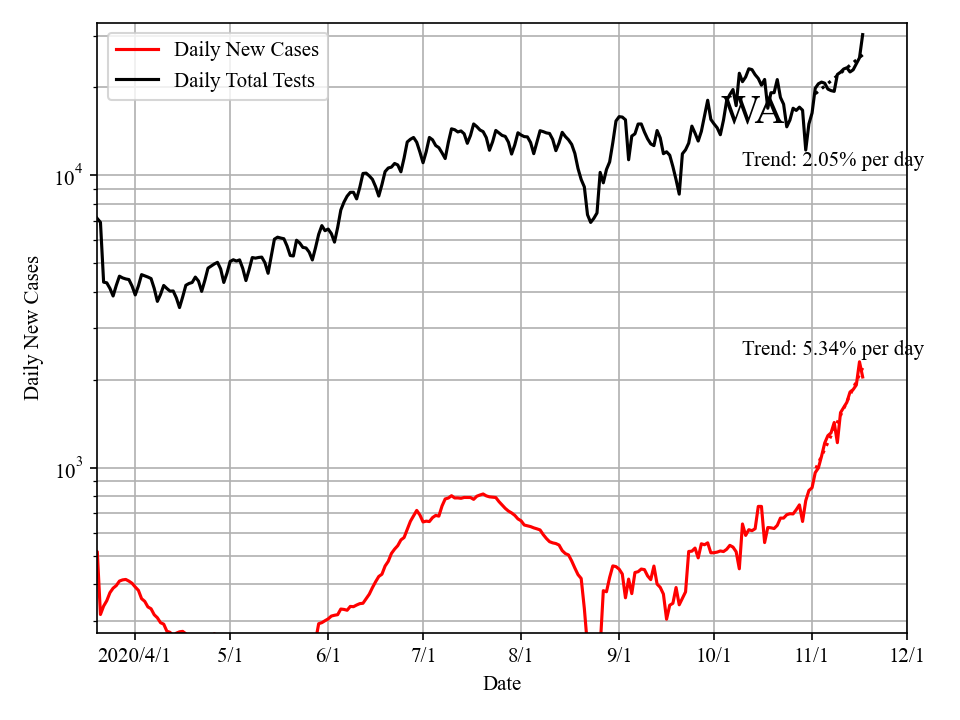 Daily New Cases
Daily Total Tests
WA
Trend: 2.05% per day
10^4
Trend: 5.34% per day
10^3
Daily New Cases
2020/4/1 5/1 6/1 7/1 8/1 9/1 10/1 11/1 12/1
Date